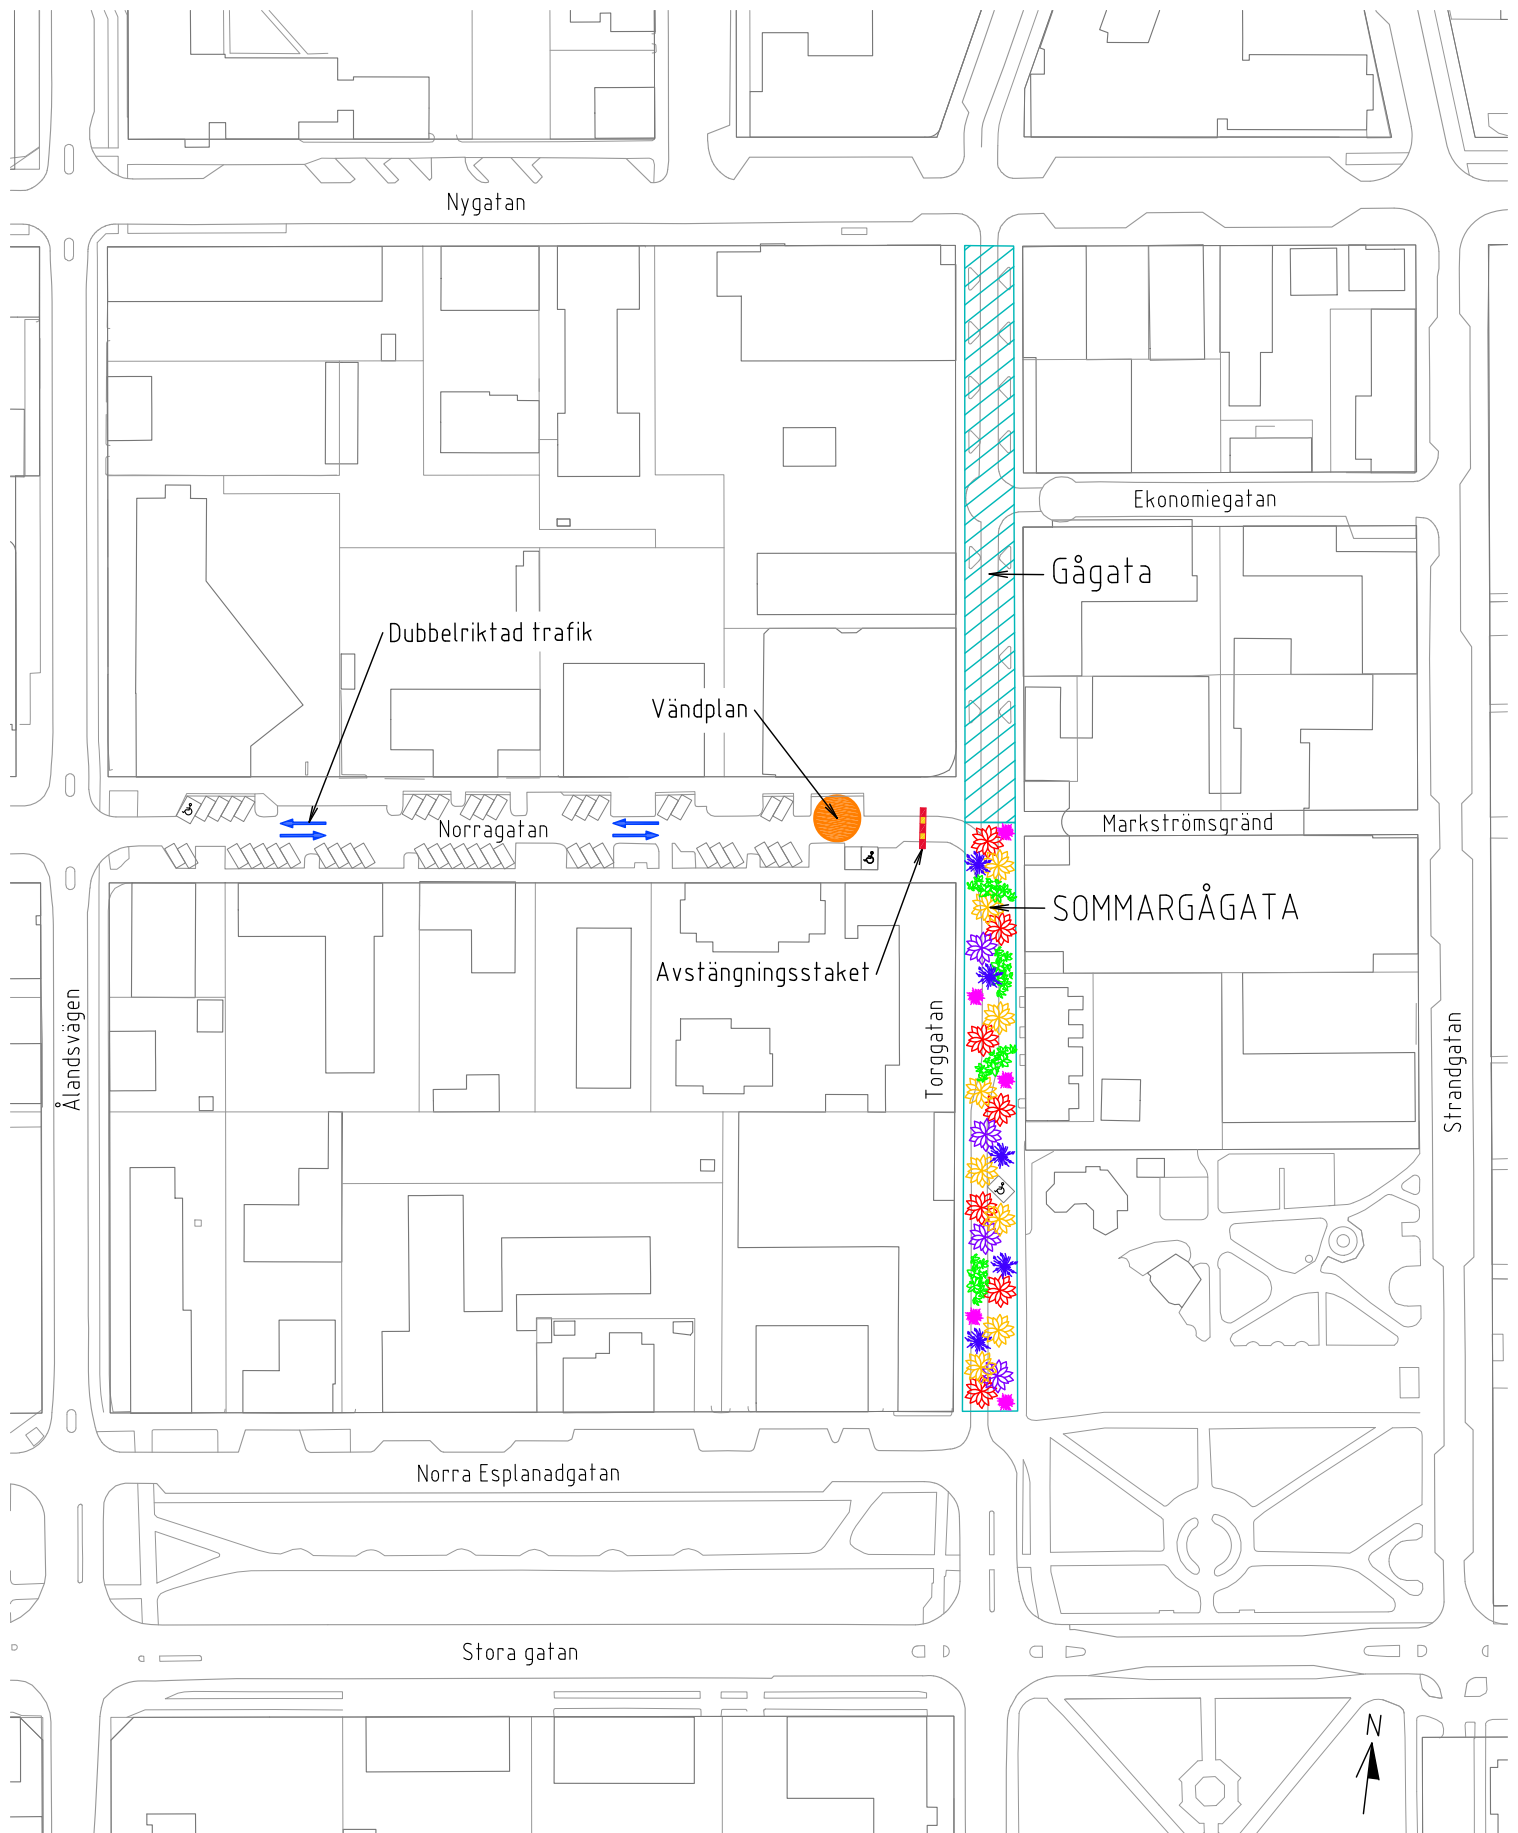 Nygatan
Ekonomiegatan
Gågata
Dubbelriktad trafik
Vändplan
Norragatan
Markströmsgränd
SOMMARGÅGATA
Avstängningsstaket
Torggatan
Ålandsvägen
Strandgatan
Norra Esplanadgatan
Stora gatan
N